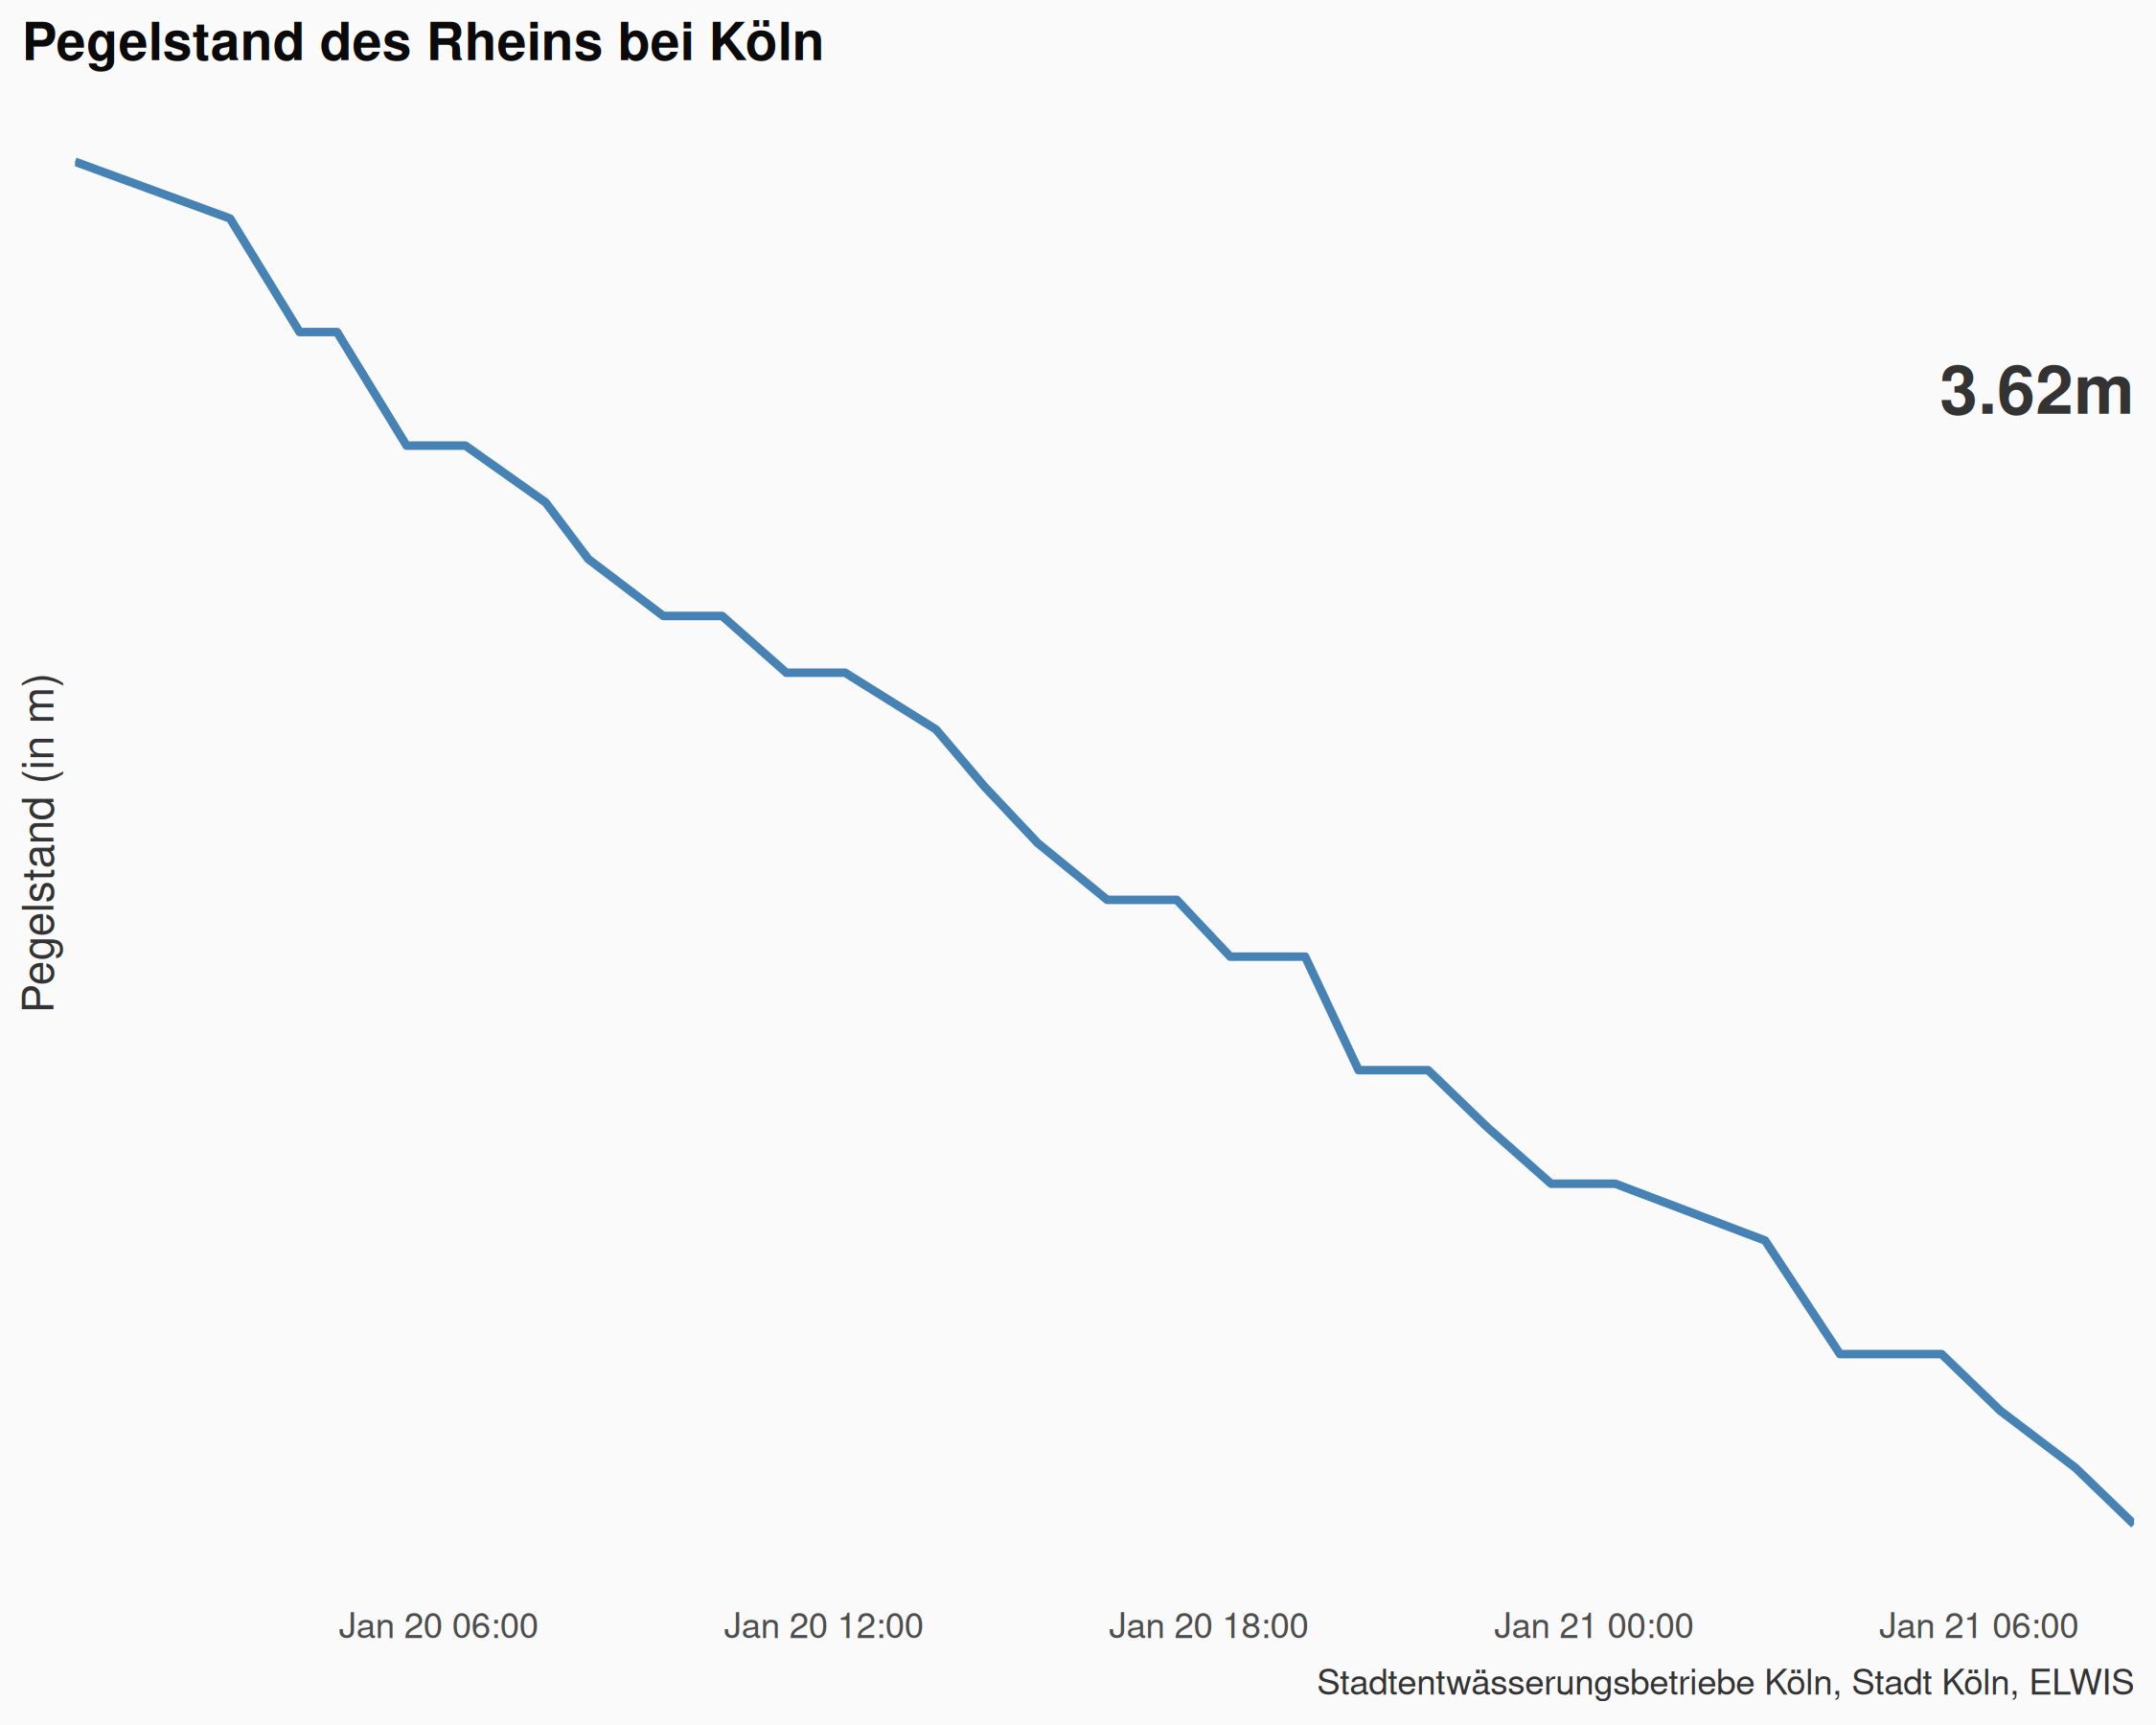 Pegelstand des Rheins bei Köln
3.62m
Pegelstand (in m)
Jan 20 06:00
Jan 20 12:00
Jan 20 18:00
Jan 21 00:00
Jan 21 06:00
Stadtentwässerungsbetriebe Köln, Stadt Köln, ELWIS